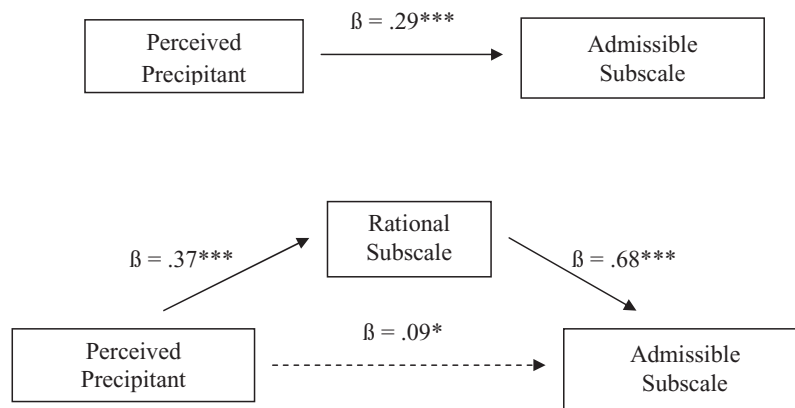 ß = .29***
Perceived
Precipitant
Admissible
Subscale
Rational
Subscale
ß = .37***
ß = .68***
ß = .09*
Perceived
Precipitant
Admissible
Subscale